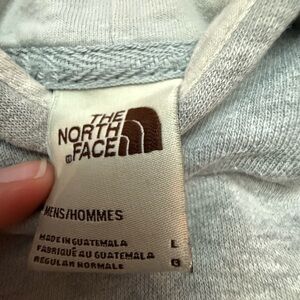 THE
NORTH
FACE
MENS/HOMMES
MADE IN GUATEMALA L
FABRIQUÉ AU GUATEMALA G
REGULAR NORMALE